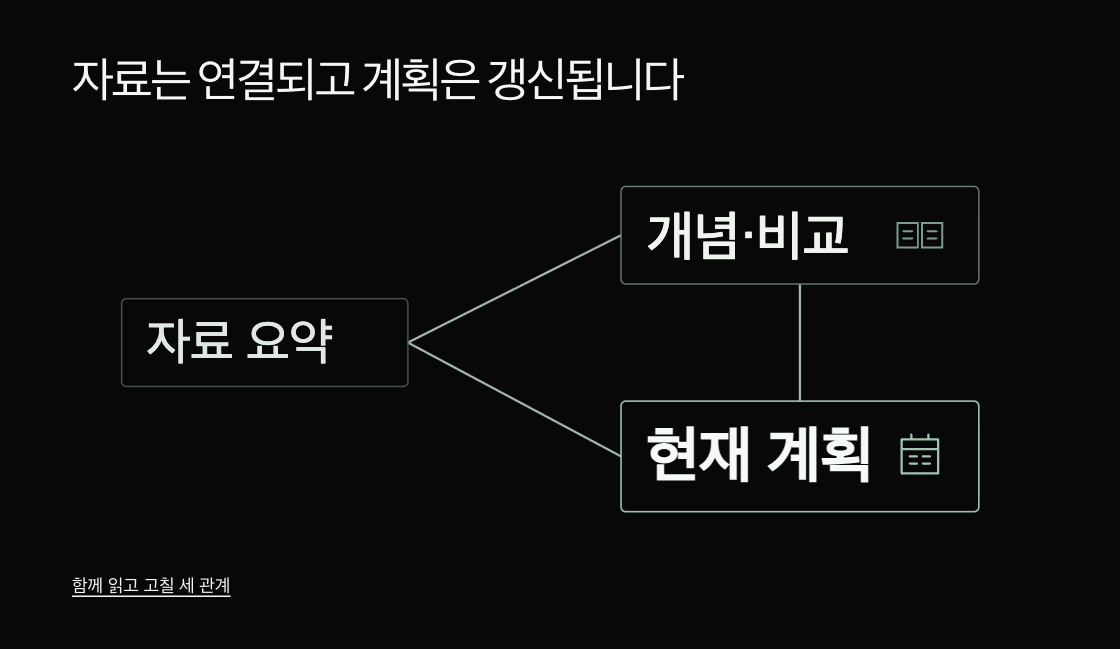 자료는 연결되고 계획은 갱신됩니다
개념·비교
자료 요약
현재 계획
함께 읽고 고칠 세 관계